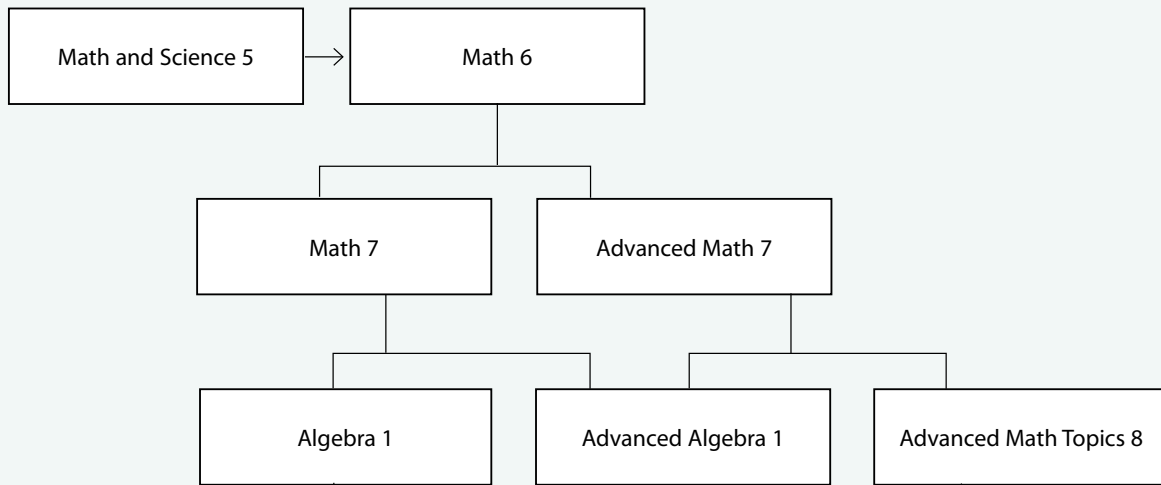 Math and Science 5
Math 6
Math 7
Advanced Math 7
Algebra 1
Advanced Algebra 1
Advanced Math Topics 8